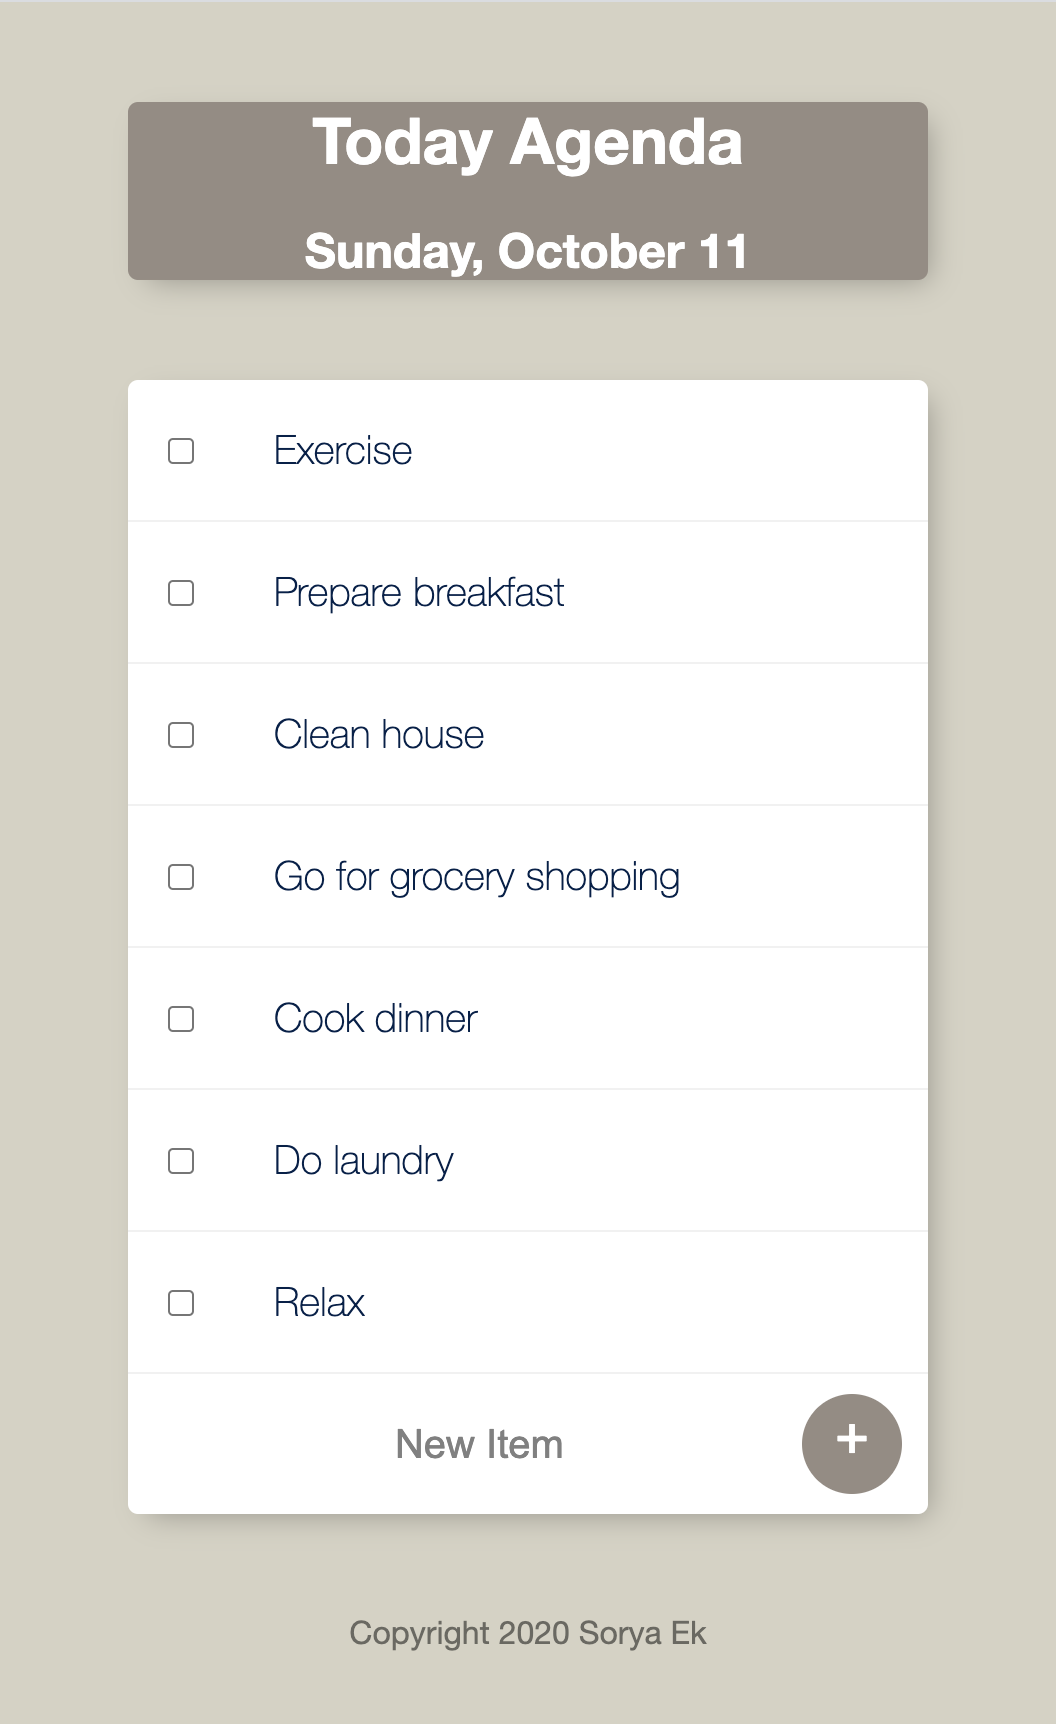 Today Agenda
Sunday, October 11
Exercise
Prepare breakfast
Clean house
Go for grocery shopping
Cook dinner
Do laundry
Relax
New Item
+
Copyright 2020 Sorya Ek